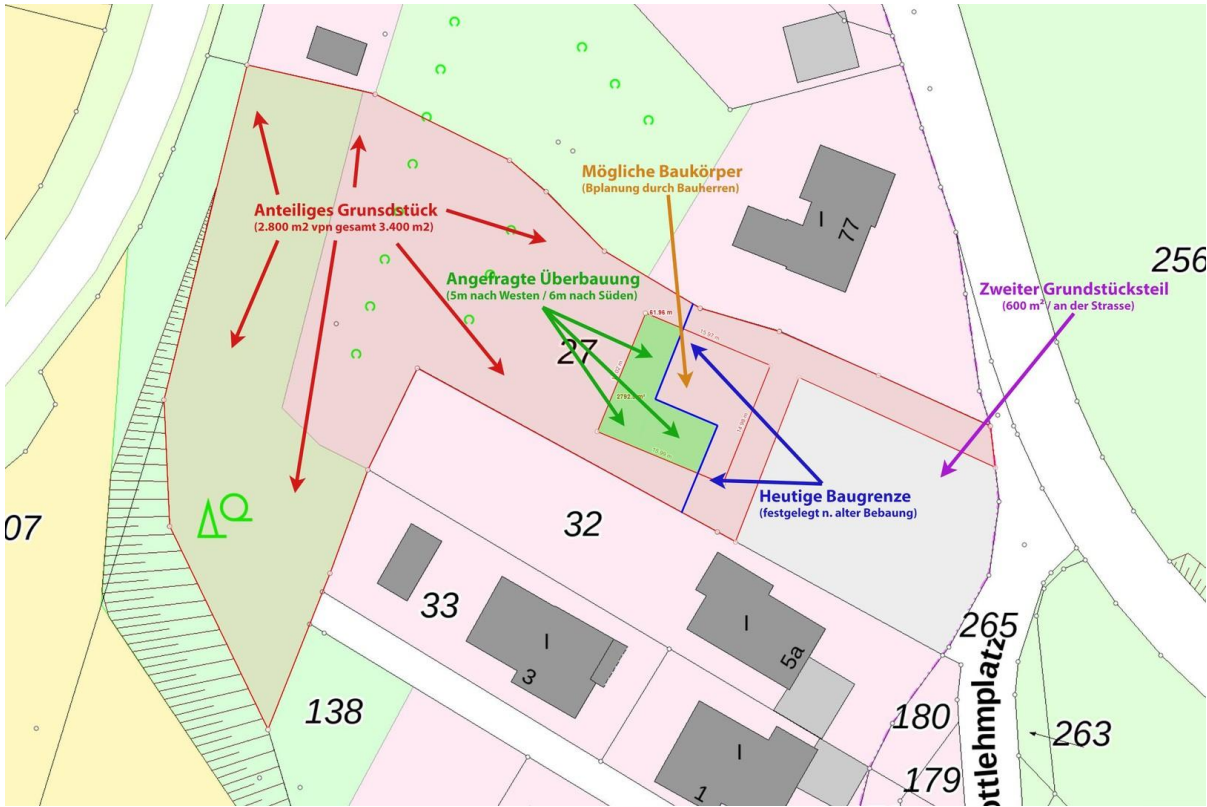 256
I
77
Mögliche Baukörper
(Bplanung durch Bauherren)
Anteiliges Grunsdstück
(2.800 m2 vpn gesamt 3.400 m2)
Angefragte Überbauung
(5m nach Westen / 6m nach Süden)
Zweiter Grundstücksteil
(600 m² / an der Strasse)
61.96 m
27
Heutige Baugrenze
(festgelegt n. alter Bebauung)
07
32
33
I
3
I
5a
265
138
I
1
180
179
263
ottlehmplatz